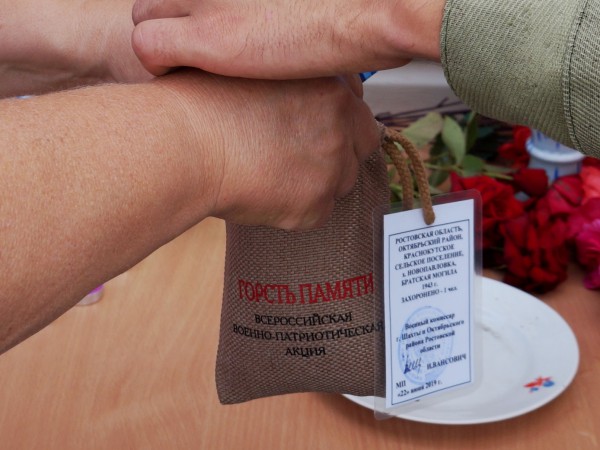 ГОРСТЬ ПАМЯТИ
ВСЕРОССИЙСКАЯ
ВОЕННО-ПАТРИОТИЧЕСКАЯ
АКЦИЯ
РОСТОВСКАЯ ОБЛАСТЬ,
ОКТЯБРЬСКИЙ РАЙОН,
КРАСНОКУТСКОЕ
СЕЛЬСКОЕ ПОСЕЛЕНИЕ,
х. НОВОПАВЛОВКА,
БРАТСКАЯ МОГИЛА
1943 г.
ЗАХОРОНЕНО - 1 чел.
Военный комиссар
г. Шахты и Октябрьского
района Ростовской
области
И.ВАНСОВИЧ
МП
«22» июня 2019 г.